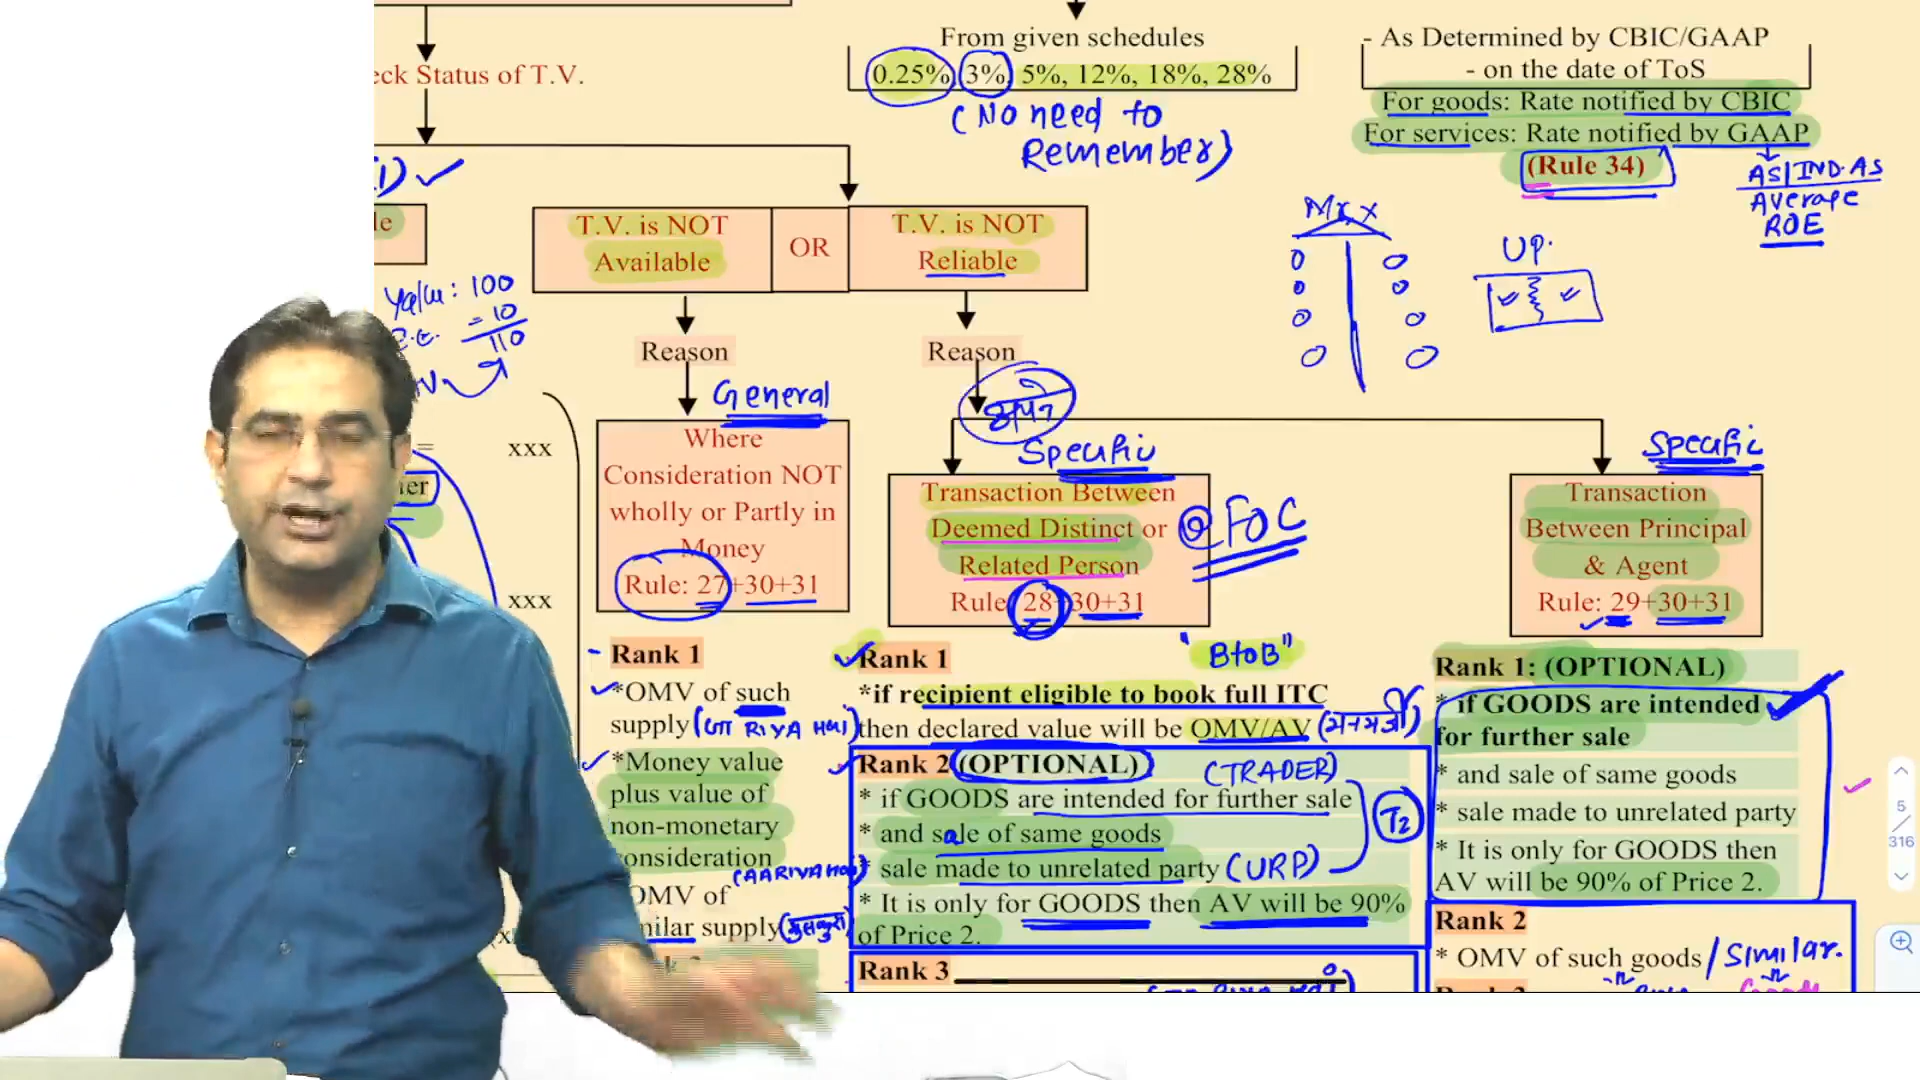 From given schedules
0.25%, 3%, 5%, 12%, 18%, 28%
(No need to
Remember)
- As Determined by CBIC/GAAP
- on the date of ToS
For goods: Rate notified by CBIC
For services: Rate notified by GAAP
(Rule 34)
AS/IND.AS
Average
ROE
eck Status of T.V.
le
T.V. is NOT
Available
OR
T.V. is NOT
Reliable
Mr. X
UP.
Value: 100
= 10
110
Reason
Reason
General
Where
Consideration NOT
wholly or Partly in
Money
Rule: 27+30+31
Specific
Transaction Between
Deemed Distinct or
Related Person
Rule 28+30+31
@FOC
Specific
Transaction
Between Principal
& Agent
Rule: 29+30+31
=
xxx
her
xxx
Rank 1
*OMV of such
supply
*Money value
plus value of
non-monetary
consideration
OMV of
milar supply
"BtoB"
Rank 1
*if recipient eligible to book full ITC
then declared value will be OMV/AV
Rank 2 (OPTIONAL)
(TRADER)
* if GOODS are intended for further sale
* and sale of same goods
* sale made to unrelated party (URP)
T2
* It is only for GOODS then AV will be 90%
of Price 2.
Rank 3
Rank 1: (OPTIONAL)
* if GOODS are intended
for further sale
* and sale of same goods
* sale made to unrelated party
* It is only for GOODS then
AV will be 90% of Price 2.
Rank 2
* OMV of such goods / Similar.
5
/
316